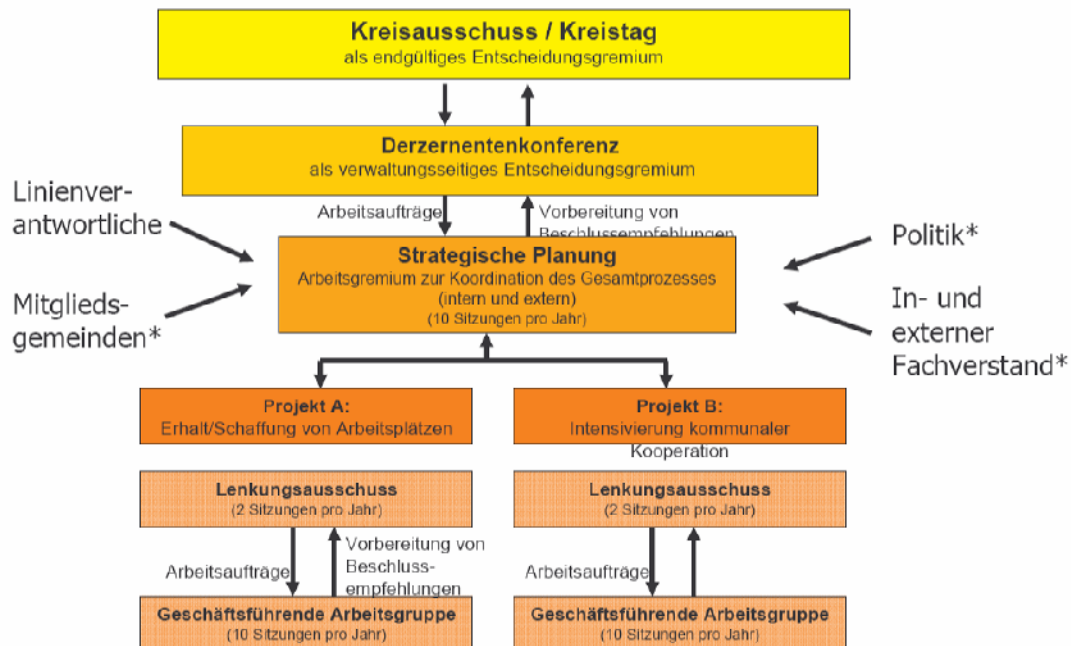 Kreisausschuss / Kreistag
als endgültiges Entscheidungsgremium
Derzernentenkonferenz
als verwaltungsseitiges Entscheidungsgremium
Linienver-
antwortliche
Arbeitsaufträge
Vorbereitung von
Beschlussempfehlungen
Politik*
Strategische Planung
Arbeitsgremium zur Koordination des Gesamtprozesses
(intern und extern)
(10 Sitzungen pro Jahr)
Mitglieds-
gemeinden*
In- und
externer
Fachverstand*
Projekt A:
Erhalt/Schaffung von Arbeitsplätzen
Projekt B:
Intensivierung kommunaler
Kooperation
Lenkungsausschuss
(2 Sitzungen pro Jahr)
Lenkungsausschuss
(2 Sitzungen pro Jahr)
Arbeitsaufträge
Vorbereitung von
Beschluss-
empfehlungen
Arbeitsaufträge
Geschäftsführende Arbeitsgruppe
(10 Sitzungen pro Jahr)
Geschäftsführende Arbeitsgruppe
(10 Sitzungen pro Jahr)